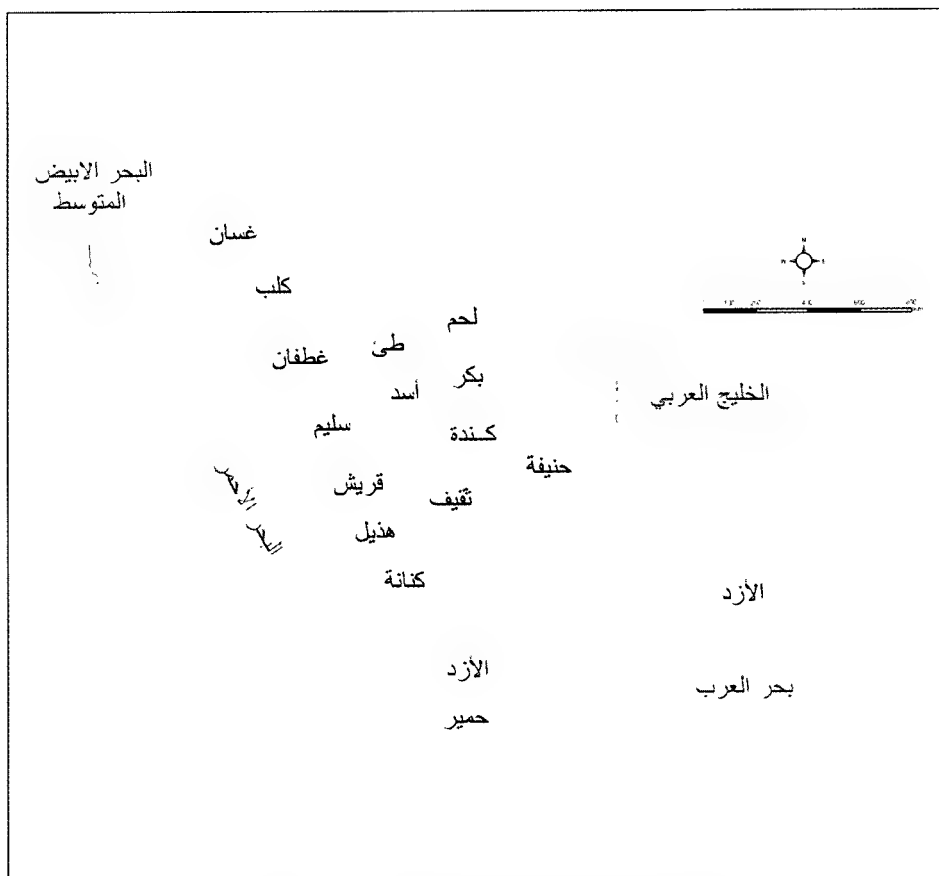 البحر الابيض
المتوسط
غسان
كلب
لحم
طئ
غطفان
بكر
أسد
الخليج العربي
سليم
كندة
حنيفة
قريش
ثقيف
البحر الأحمر
هذيل
كنانة
الأزد
الأزد
بحر العرب
حمير
N
W E
S